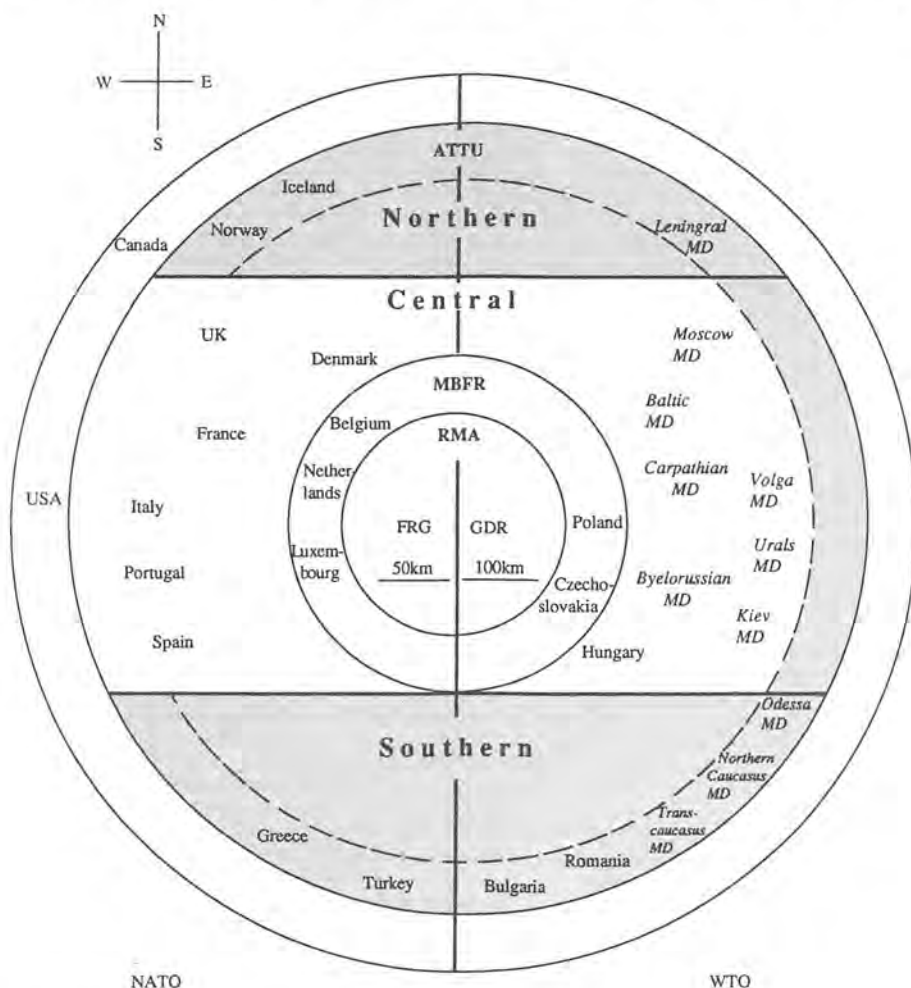 N
W E
S
ATTU
Iceland
Northern
Norway
Leningral
MD
Canada
Central
UK
Moscow
MD
Denmark
MBFR
Baltic
MD
Belgium
France
RMA
Carpathian
MD
Nether-
lands
Volga
MD
USA
Italy
FRG GDR
Poland
Urals
MD
Luxem-
bourg
50km 100km
Portugal
Czecho-
slovakia
Byelorussian
MD
Kiev
MD
Spain
Hungary
Odessa
MD
Southern
Northern
Caucasus
MD
Trans-
caucasus
MD
Greece
Romania
Turkey
Bulgaria
NATO WTO